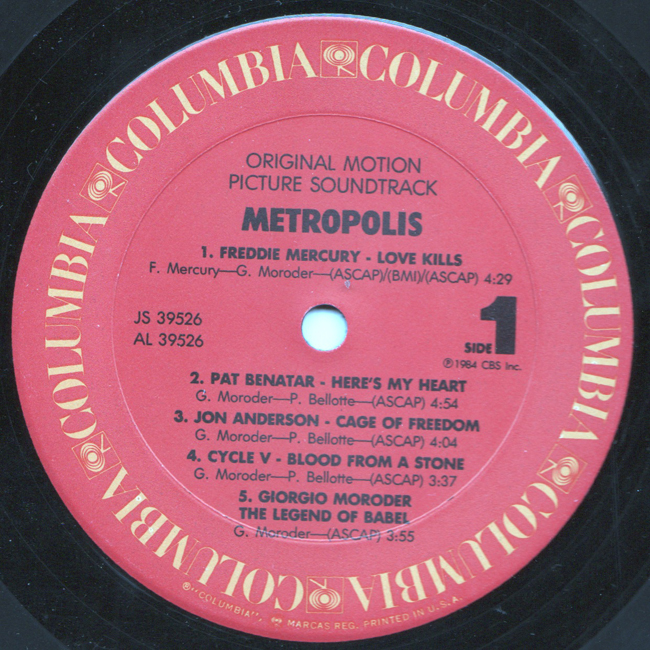 COLUMBIA COLUMBIA COLUMBIA COLUMBIA COLUMBIA COLUMBIA COLUMBIA
ORIGINAL MOTION
PICTURE SOUNDTRACK
METROPOLIS
1. FREDDIE MERCURY - LOVE KILLS
F. Mercury—G. Moroder—(ASCAP)/(BMI)/(ASCAP) 4:29
JS 39526
AL 39526
SIDE 1
℗1984 CBS Inc.
2. PAT BENATAR - HERE'S MY HEART
G. Moroder—P. Bellotte—(ASCAP) 4:54
3. JON ANDERSON - CAGE OF FREEDOM
G. Moroder—P. Bellotte—(ASCAP) 4:04
4. CYCLE V - BLOOD FROM A STONE
G. Moroder—P. Bellotte—(ASCAP) 3:37
5. GIORGIO MORODER
THE LEGEND OF BABEL
G. Moroder—(ASCAP) 3:55
®"COLUMBIA", MARCAS REG. PRINTED IN U.S.A.